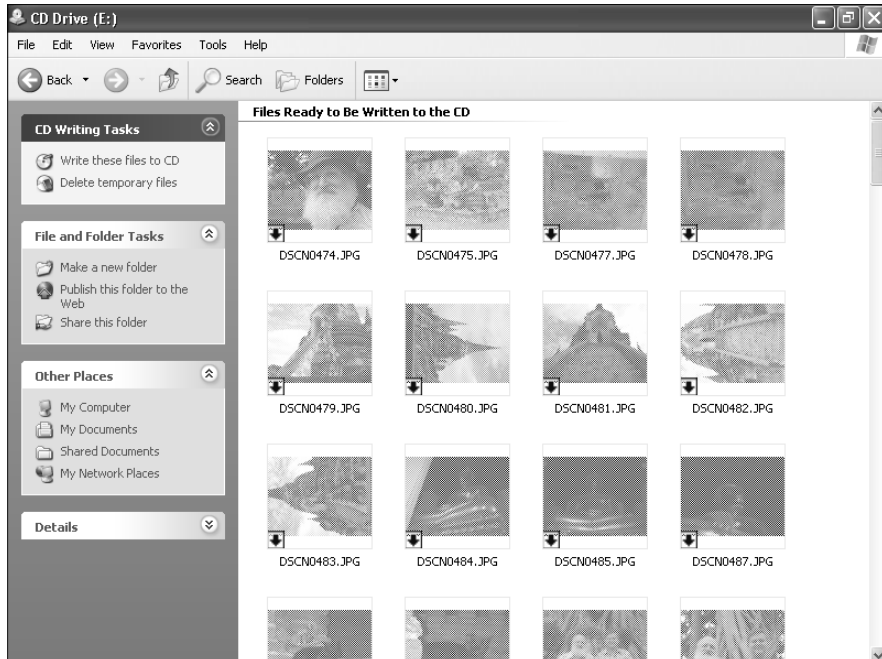 CD Drive (E:)
File Edit View Favorites Tools Help
Back Search Folders
CD Writing Tasks
Write these files to CD
Delete temporary files
File and Folder Tasks
Make a new folder
Publish this folder to the
Web
Share this folder
Other Places
My Computer
My Documents
Shared Documents
My Network Places
Details
Files Ready to Be Written to the CD
DSCN0474.JPG DSCN0475.JPG DSCN0477.JPG DSCN0478.JPG
DSCN0479.JPG DSCN0480.JPG DSCN0481.JPG DSCN0482.JPG
DSCN0483.JPG DSCN0484.JPG DSCN0485.JPG DSCN0487.JPG